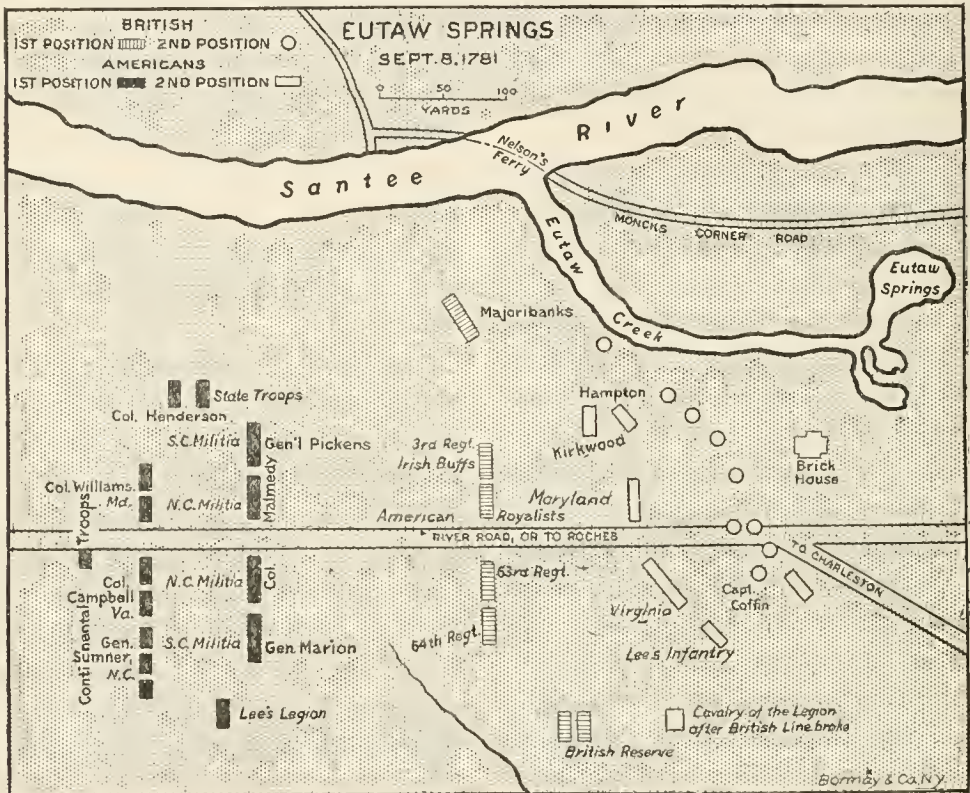 BRITISH
1ST POSITION 2ND POSITION
AMERICANS
1ST POSITION 2ND POSITION
EUTAW SPRINGS
SEPT. 8, 1781
0 50 100
YARDS
Santee River
Nelson's
Ferry
MONCKS CORNER ROAD
Eutaw Creek
Eutaw
Springs
Majoribanks
State Troops
Col. Henderson
S.C. Militia
Gen'l Pickens
Hampton
Kirkwood
3rd Regt.
Irish Buffs
Brick
House
Col. Williams.
Md.
N.C. Militia
Malmedy
American Royalists
Maryland
RIVER ROAD, OR TO ROCHES
TO CHARLESTON
Continental Troops
Col.
Campbell
Va.
N.C. Militia
Col.
63rd Regt.
Virginia
Capt.
Coffin
Gen.
Sumner,
N.C.
S.C. Militia
Gen. Marion
64th Regt.
Lee's Infantry
Lee's Legion
British Reserve
Cavalry of the Legion
after British Line broke
Bormay & Co. N.Y.